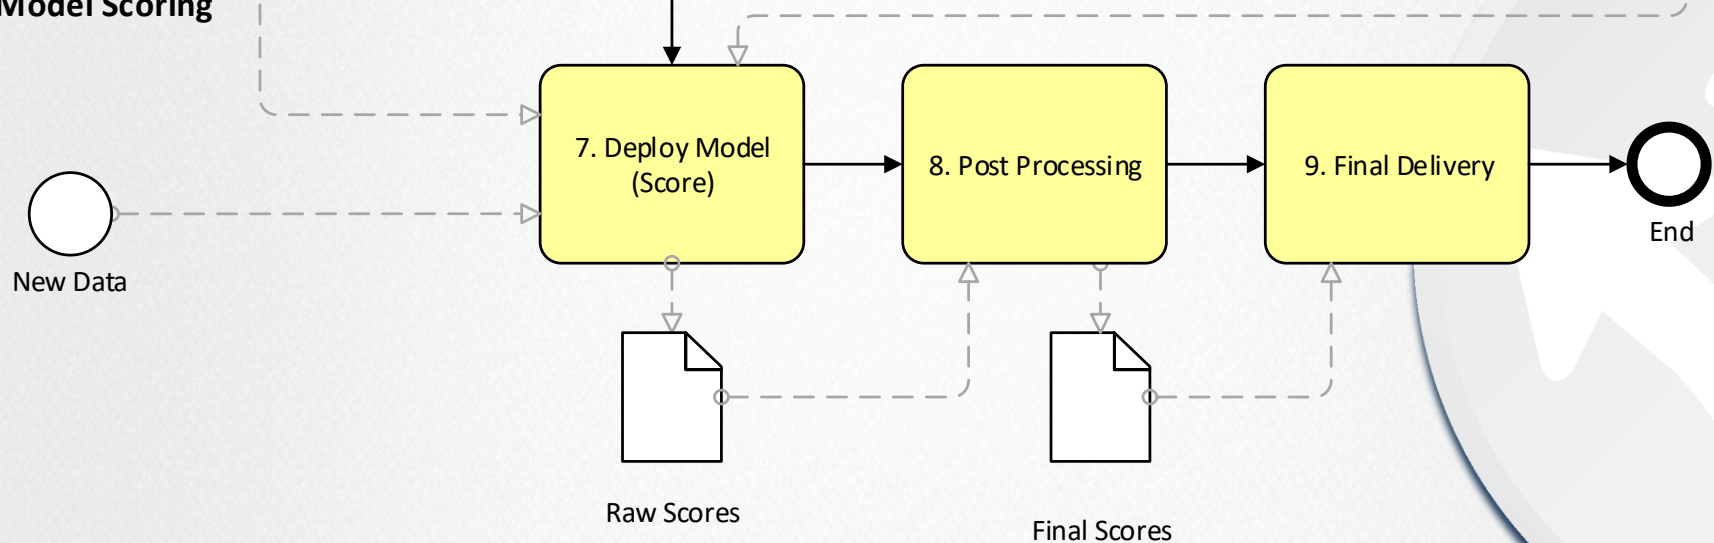 Model Scoring
7. Deploy Model
(Score)
8. Post Processing
9. Final Delivery
End
New Data
Raw Scores
Final Scores